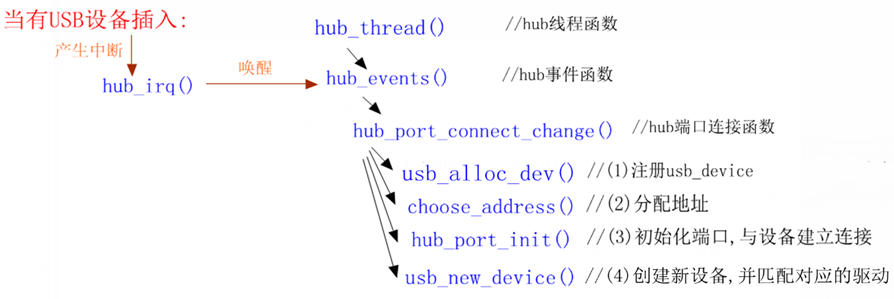 当有USB设备插入:
hub_thread() //hub线程函数
产生中断
hub_irq() 唤醒 hub_events() //hub事件函数
hub_port_connect_change() //hub端口连接函数
usb_alloc_dev() //(1)注册usb_device
choose_address() //(2)分配地址
hub_port_init() //(3)初始化端口,与设备建立连接
usb_new_device() //(4)创建新设备,并匹配对应的驱动